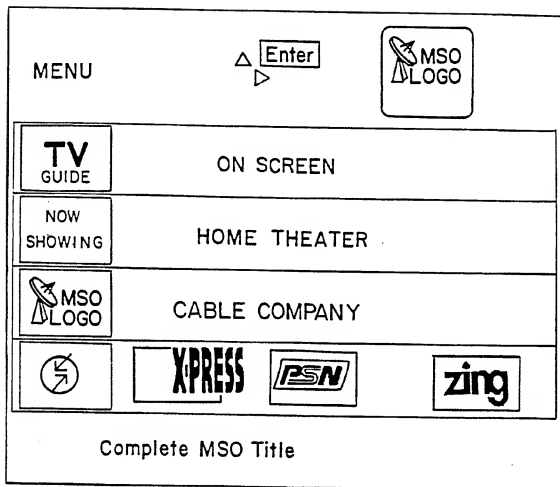 MENU
Enter
MSO
LOGO
TV
GUIDE
ON SCREEN
NOW
SHOWING
HOME THEATER
MSO
LOGO
CABLE COMPANY
X·PRESS
PSN
zing
Complete MSO Title